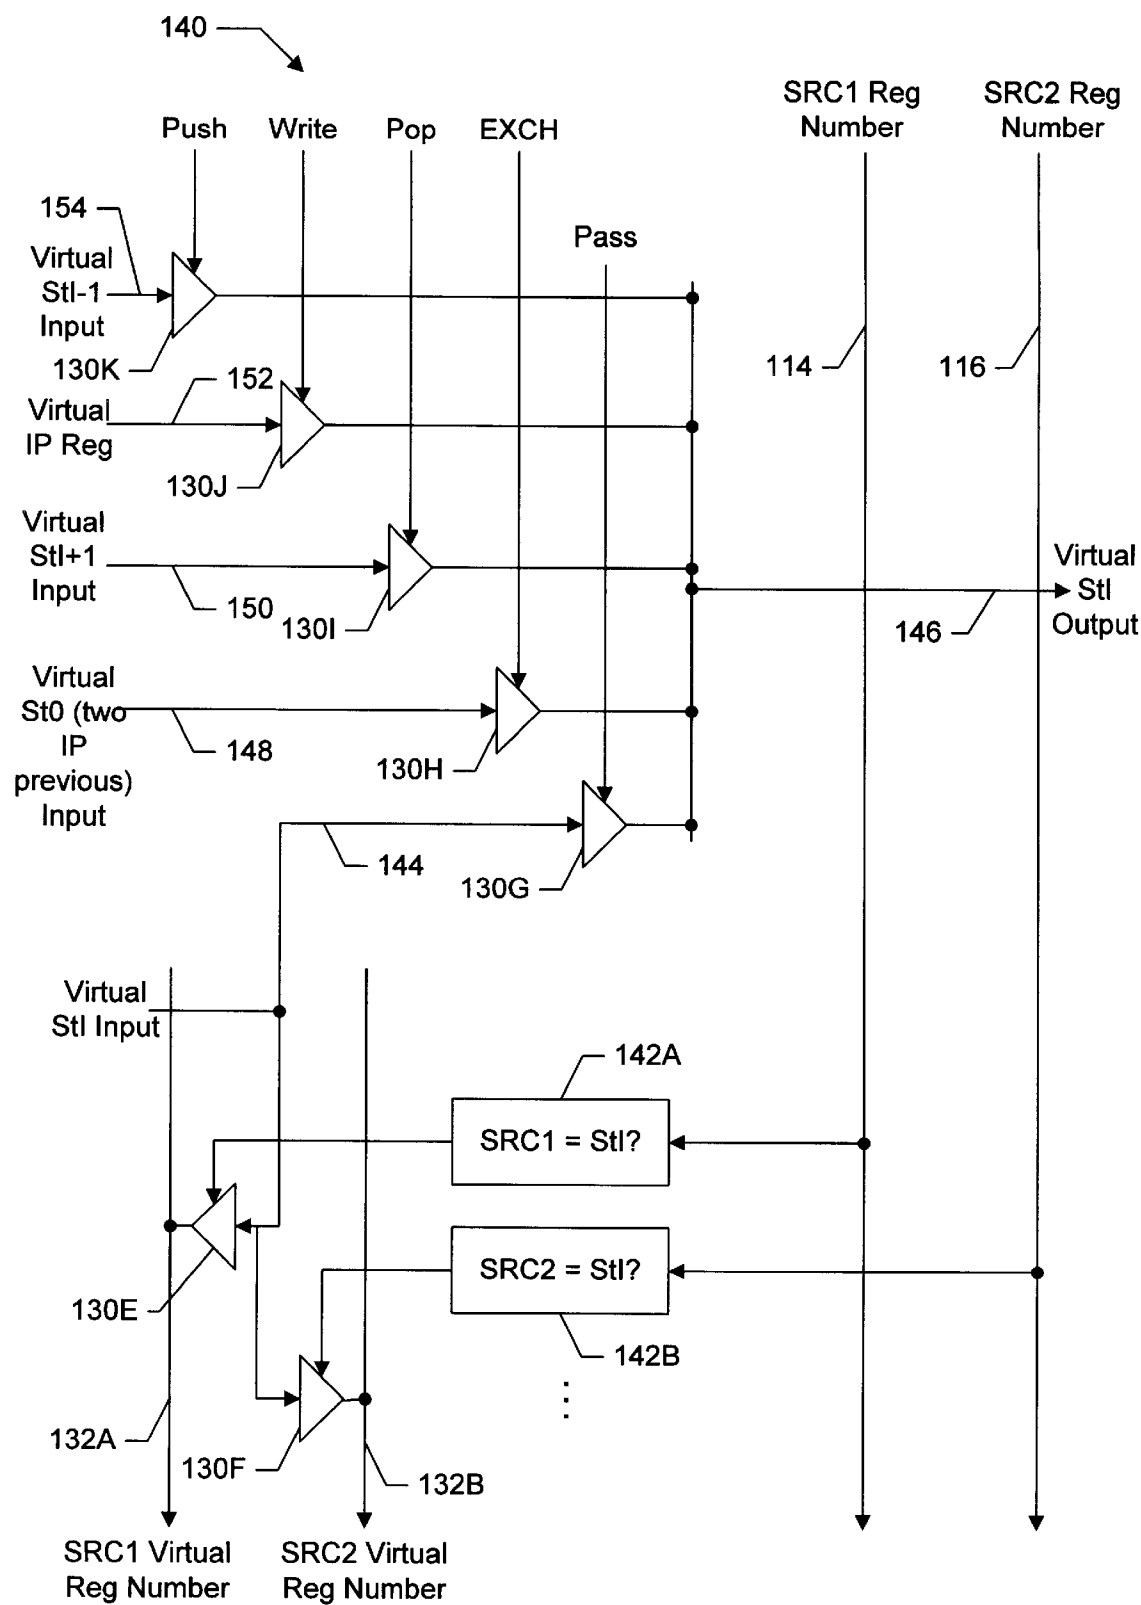 140
SRC1 Reg
Number
SRC2 Reg
Number
Push
Write
Pop
EXCH
154
Pass
Virtual
StI-1
Input
130K
114
116
152
Virtual
IP Reg
130J
Virtual
StI+1
Input
150
130I
Virtual
StI
Output
146
Virtual
St0 (two
IP
previous)
Input
148
130H
144
130G
Virtual
StI Input
142A
SRC1 = StI?
SRC2 = StI?
130E
142B
132A
130F
132B
SRC1 Virtual
Reg Number
SRC2 Virtual
Reg Number